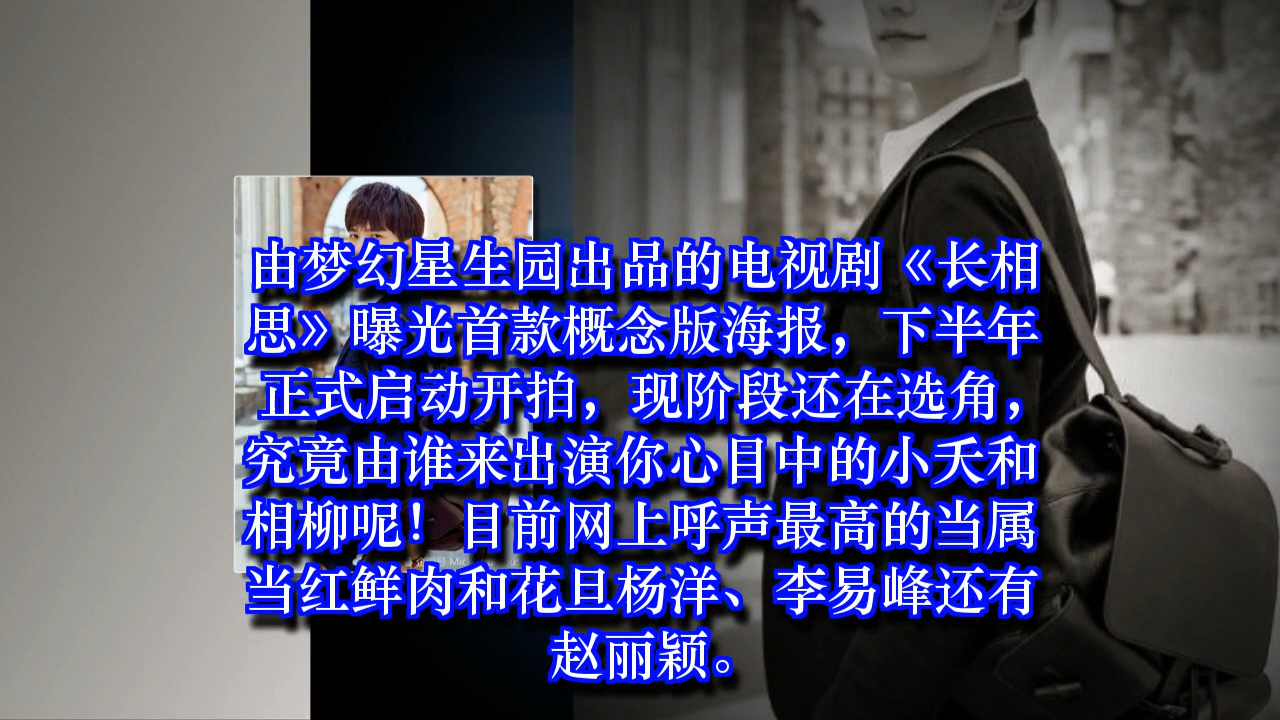 由梦幻星生园出品的电视剧《长相
思》曝光首款概念版海报，下半年
正式启动开拍，现阶段还在选角，
究竟由谁来出演你心目中的小夭和
相柳呢！目前网上呼声最高的当属
当红鲜肉和花旦杨洋、李易峰还有
赵丽颖。